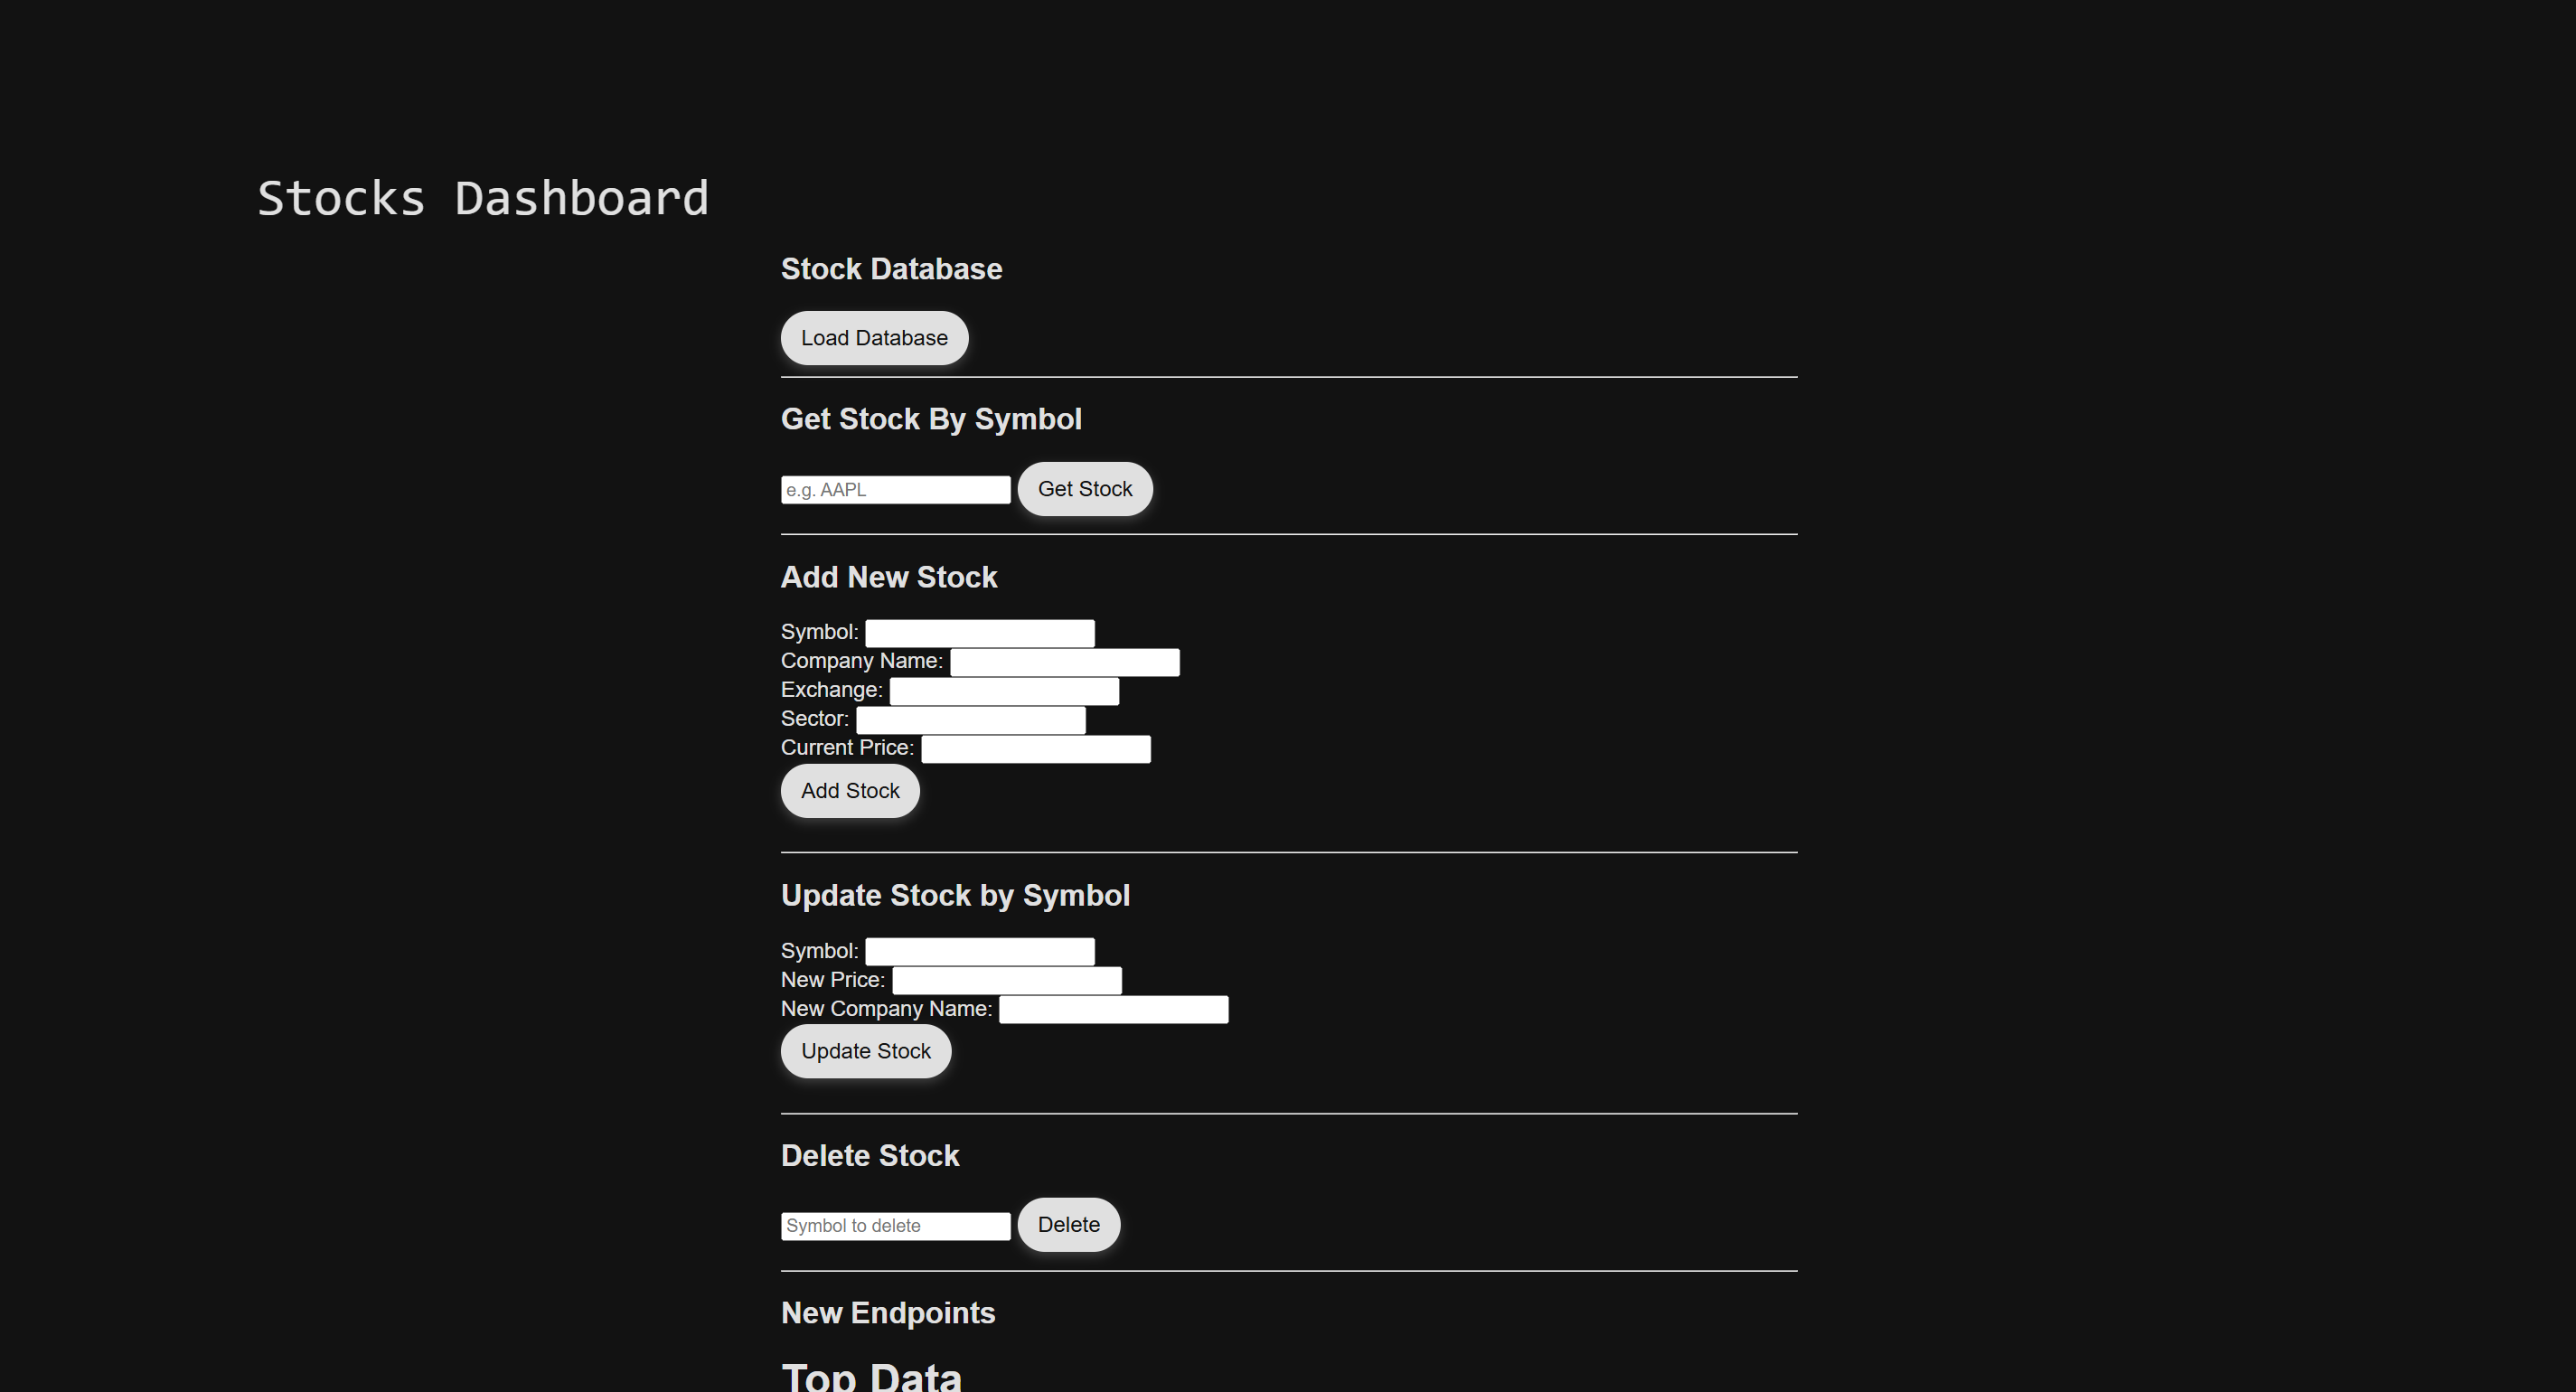 Stocks Dashboard
Stock Database
Load Database
Get Stock By Symbol
e.g. AAPL Get Stock
Add New Stock
Symbol:
Company Name:
Exchange:
Sector:
Current Price:
Add Stock
Update Stock by Symbol
Symbol:
New Price:
New Company Name:
Update Stock
Delete Stock
Symbol to delete Delete
New Endpoints
Top Data